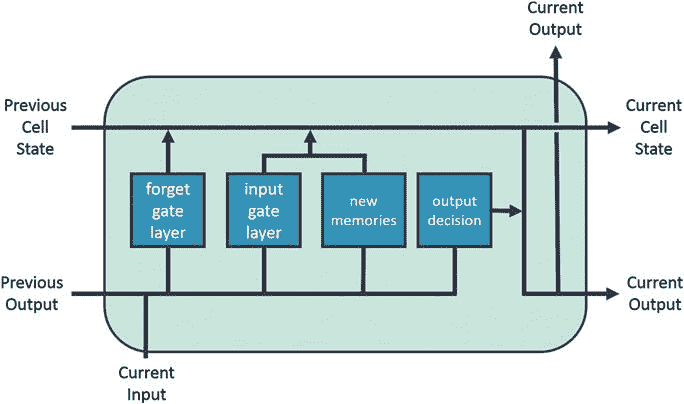 Current
Output
Previous
Cell
State
Current
Cell
State
forget
gate
layer
input
gate
layer
new
memories
output
decision
Previous
Output
Current
Output
Current
Input